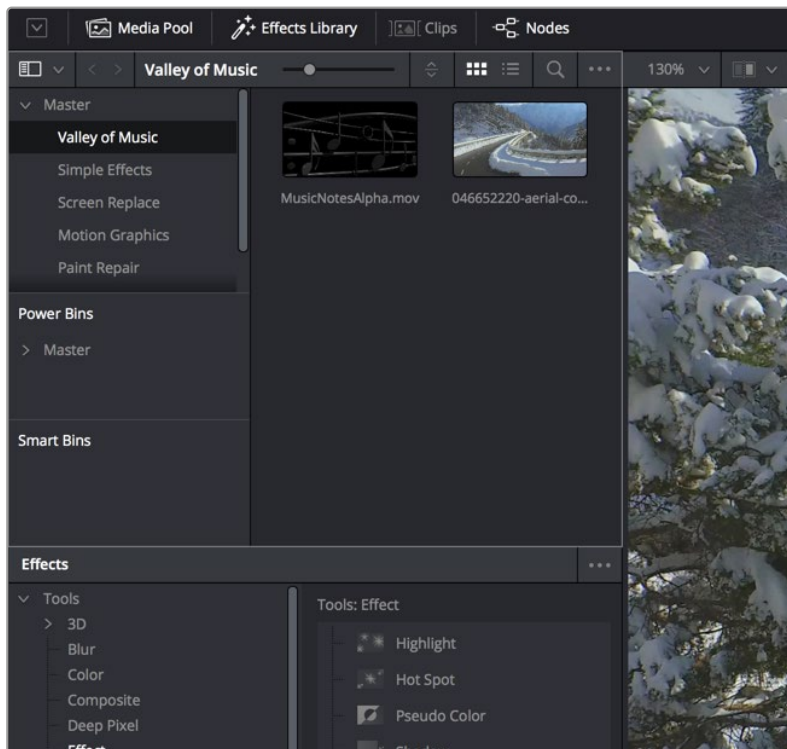 Media Pool Effects Library Clips Nodes
Valley of Music 130%
Master
Valley of Music
Simple Effects
Screen Replace
Motion Graphics
Paint Repair
MusicNotesAlpha.mov 046652220-aerial-co...
Power Bins
Master
Smart Bins
Effects
Tools
3D
Blur
Color
Composite
Deep Pixel
Effect
Tools: Effect
Highlight
Hot Spot
Pseudo Color